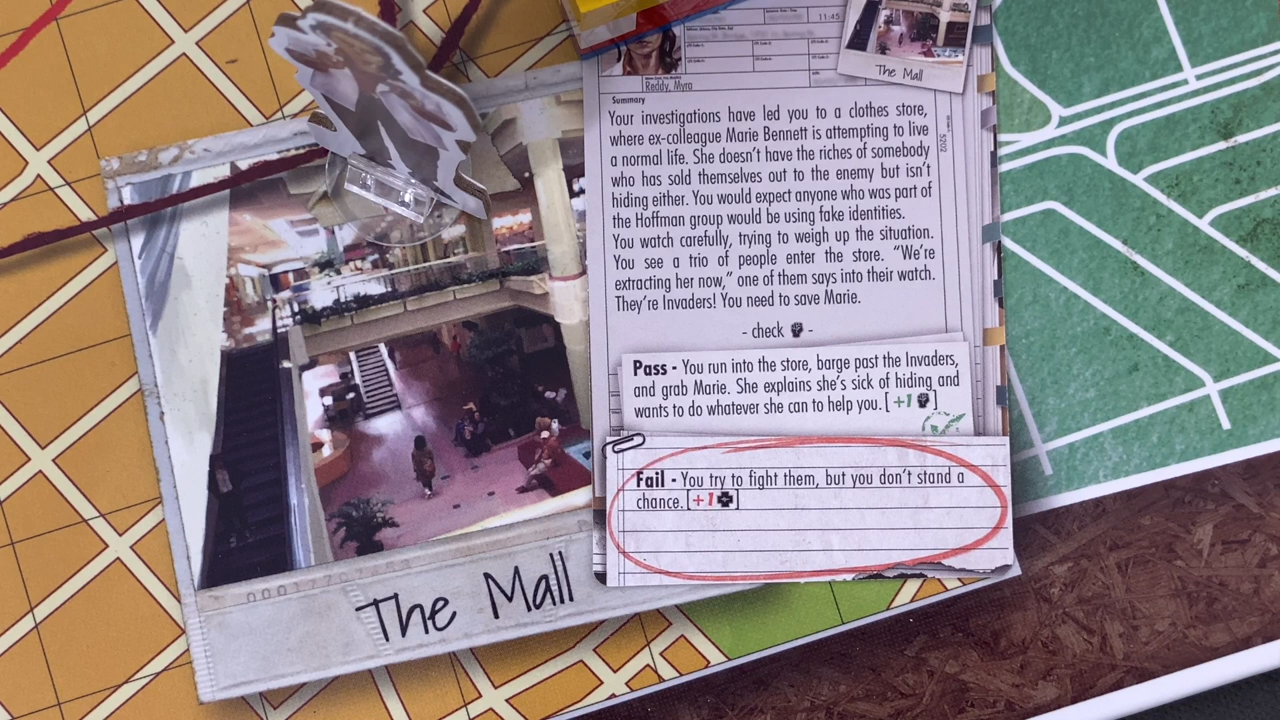 11:45
Reddy, Myra
The Mall
Summary
Your investigations have led you to a clothes store,
where ex-colleague Marie Bennett is attempting to live
a normal life. She doesn't have the riches of somebody
who has sold themselves out to the enemy but isn't
hiding either. You would expect anyone who was part of
the Hoffman group would be using fake identities.
You watch carefully, trying to weigh up the situation.
You see a trio of people enter the store. “We're
extracting her now,” one of them says into their watch.
They're Invaders! You need to save Marie.
5202
- check -
Pass - You run into the store, barge past the Invaders,
and grab Marie. She explains she's sick of hiding and
wants to do whatever she can to help you. [+1]
Fail - You try to fight them, but you don't stand a
chance. [+1]
The Mall